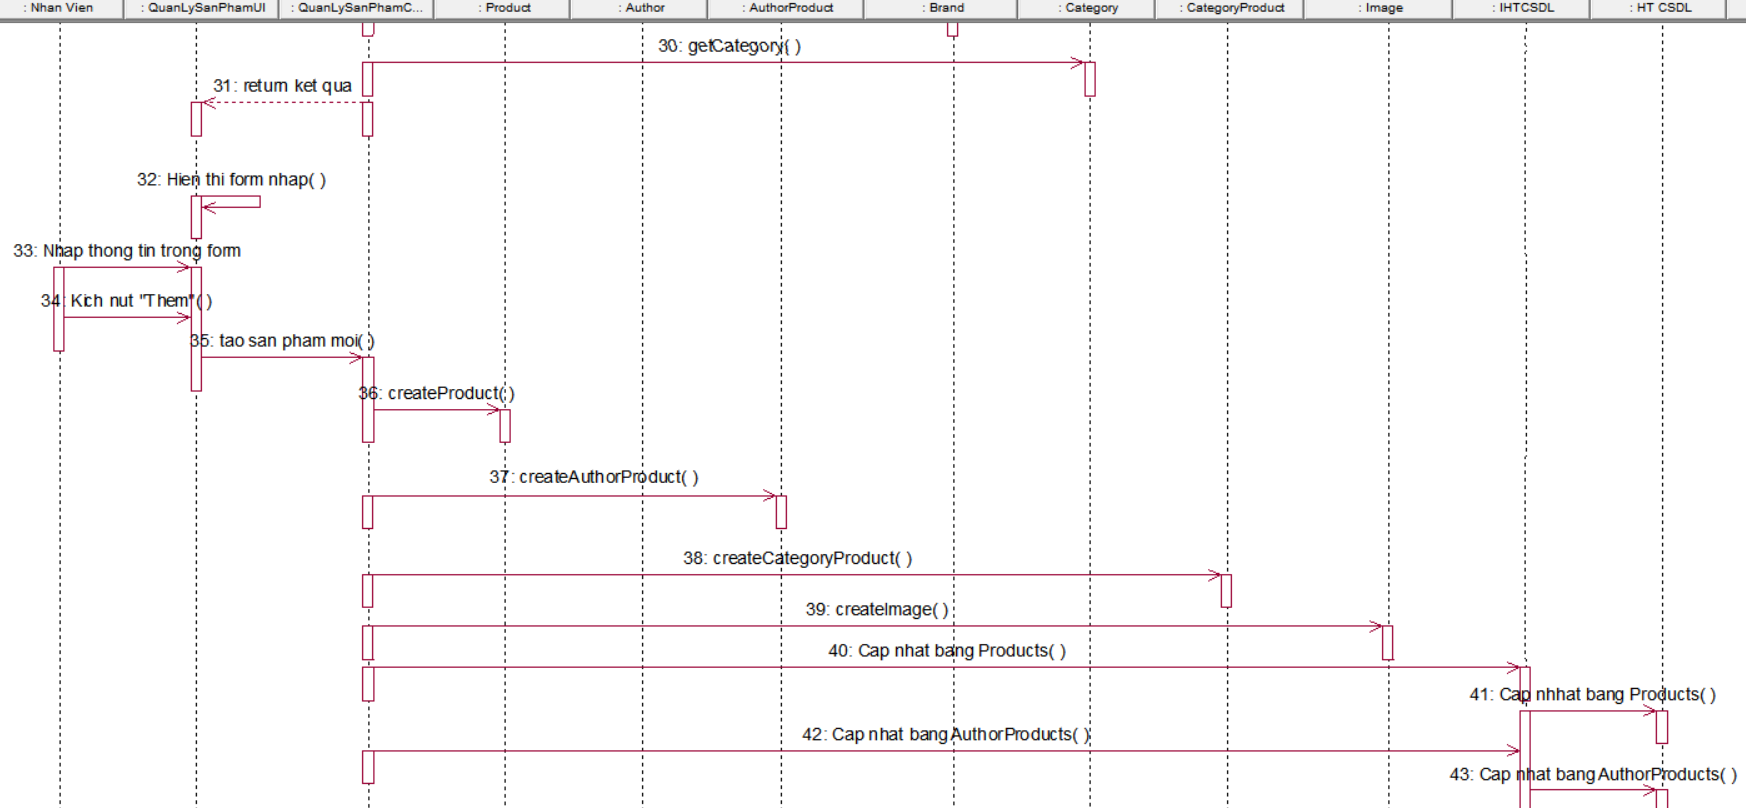 : Nhan Vien
: QuanLySanPhamUI
: QuanLySanPhamC...
: Product
: Author
: AuthorProduct
: Brand
: Category
: CategoryProduct
: Image
: IHTCSDL
: HT CSDL
30: getCategory( )
31: return ket qua
32: Hien thi form nhap( )
33: Nhap thong tin trong form
34: Kich nut "Them"( )
35: tao san pham moi( )
36: createProduct( )
37: createAuthorProduct( )
38: createCategoryProduct( )
39: createImage( )
40: Cap nhat bang Products( )
41: Cap nhhat bang Products( )
42: Cap nhat bang AuthorProducts( )
43: Cap nhat bang AuthorProducts( )